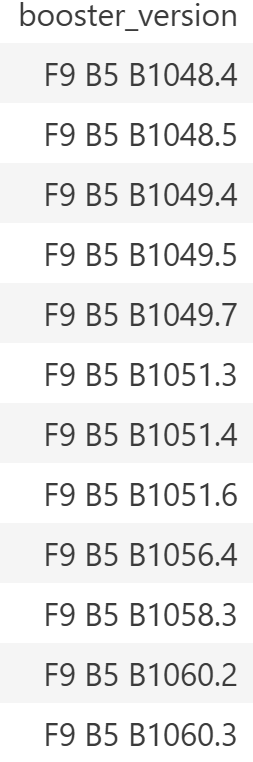 booster_version
F9 B5 B1048.4
F9 B5 B1048.5
F9 B5 B1049.4
F9 B5 B1049.5
F9 B5 B1049.7
F9 B5 B1051.3
F9 B5 B1051.4
F9 B5 B1051.6
F9 B5 B1056.4
F9 B5 B1058.3
F9 B5 B1060.2
F9 B5 B1060.3